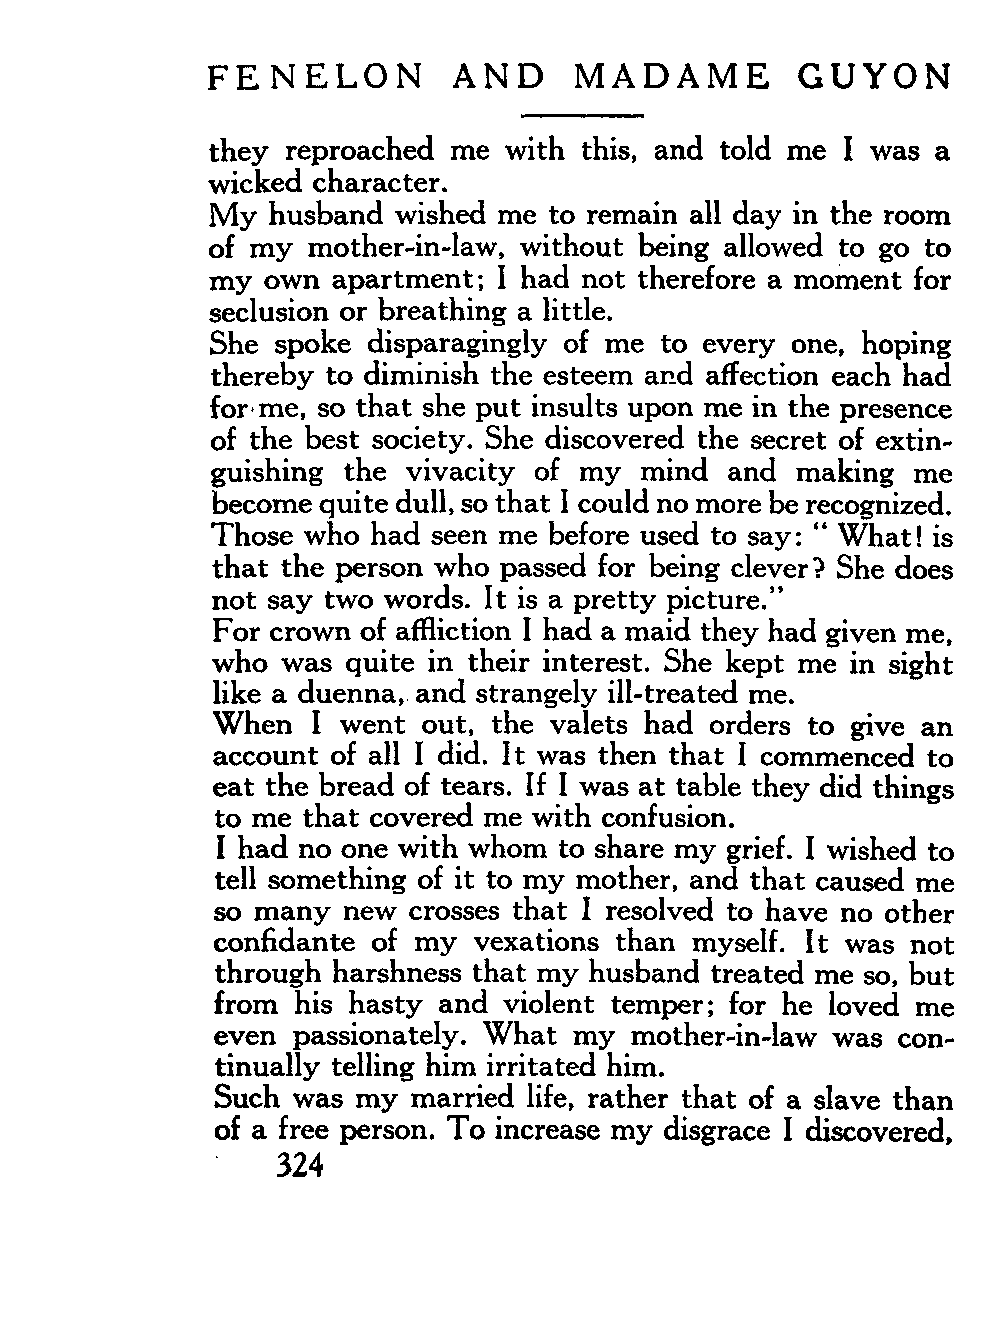 FENELON AND MADAME GUYON
they reproached me with this, and told me I was a
wicked character.
My husband wished me to remain all day in the room
of my mother-in-law, without being allowed to go to
my own apartment; I had not therefore a moment for
seclusion or breathing a little.
She spoke disparagingly of me to every one, hoping
thereby to diminish the esteem and affection each had
for me, so that she put insults upon me in the presence
of the best society. She discovered the secret of extin-
guishing the vivacity of my mind and making me
become quite dull, so that I could no more be recognized.
Those who had seen me before used to say: “ What! is
that the person who passed for being clever? She does
not say two words. It is a pretty picture.”
For crown of affliction I had a maid they had given me,
who was quite in their interest. She kept me in sight
like a duenna, and strangely ill-treated me.
When I went out, the valets had orders to give an
account of all I did. It was then that I commenced to
eat the bread of tears. If I was at table they did things
to me that covered me with confusion.
I had no one with whom to share my grief. I wished to
tell something of it to my mother, and that caused me
so many new crosses that I resolved to have no other
confidante of my vexations than myself. It was not
through harshness that my husband treated me so, but
from his hasty and violent temper; for he loved me
even passionately. What my mother-in-law was con-
tinually telling him irritated him.
Such was my married life, rather that of a slave than
of a free person. To increase my disgrace I discovered,
324